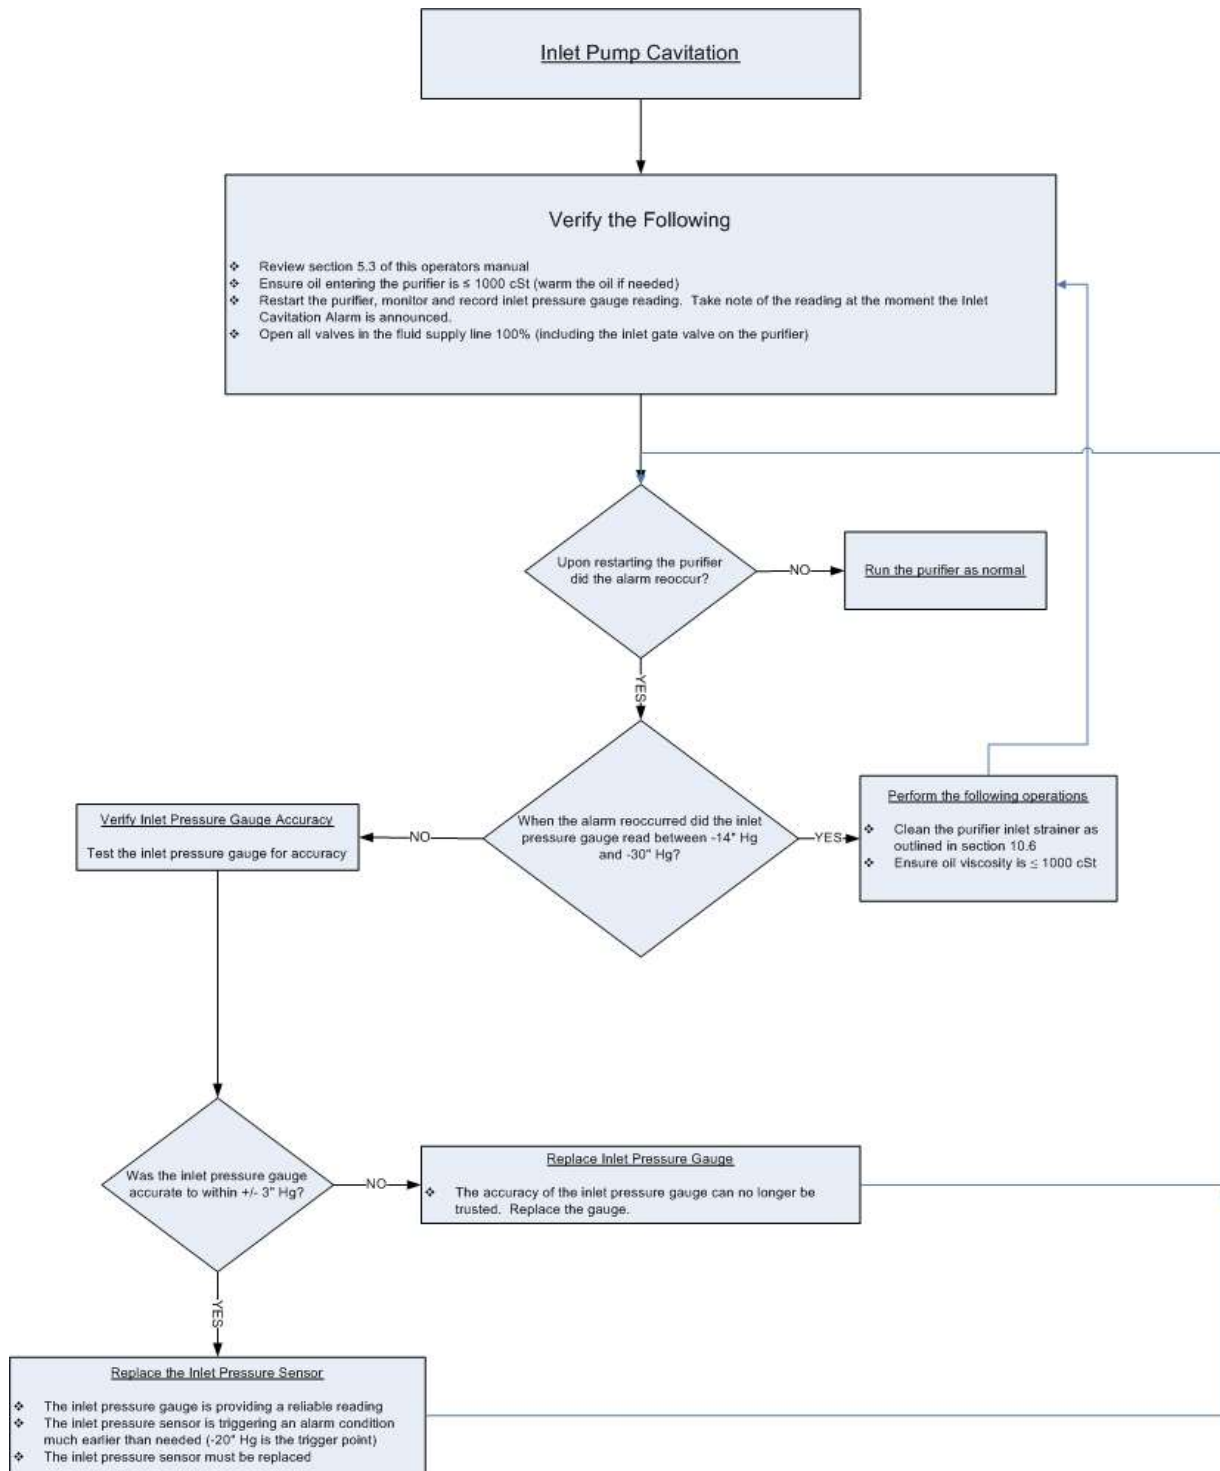 Inlet Pump Cavitation
Verify the Following
❖ Review section 5.3 of this operators manual
❖ Ensure oil entering the purifier is ≤ 1000 cSt (warm the oil if needed)
❖ Restart the purifier, monitor and record inlet pressure gauge reading. Take note of the reading at the moment the Inlet
Cavitation Alarm is announced.
❖ Open all valves in the fluid supply line 100% (including the inlet gate valve on the purifier)
Upon restarting the purifier
did the alarm reoccur?
NO
Run the purifier as normal
YES
When the alarm reoccurred did the inlet
pressure gauge read between -14" Hg
and -30" Hg?
YES
Perform the following operations
❖ Clean the purifier inlet strainer as
outlined in section 10.6
❖ Ensure oil viscosity is ≤ 1000 cSt
NO
Verify Inlet Pressure Gauge Accuracy
Test the inlet pressure gauge for accuracy
Was the inlet pressure gauge
accurate to within +/- 3" Hg?
NO
Replace Inlet Pressure Gauge
❖ The accuracy of the inlet pressure gauge can no longer be
trusted. Replace the gauge.
YES
Replace the Inlet Pressure Sensor
❖ The inlet pressure gauge is providing a reliable reading
❖ The inlet pressure sensor is triggering an alarm condition
much earlier than needed (-20" Hg is the trigger point)
❖ The inlet pressure sensor must be replaced